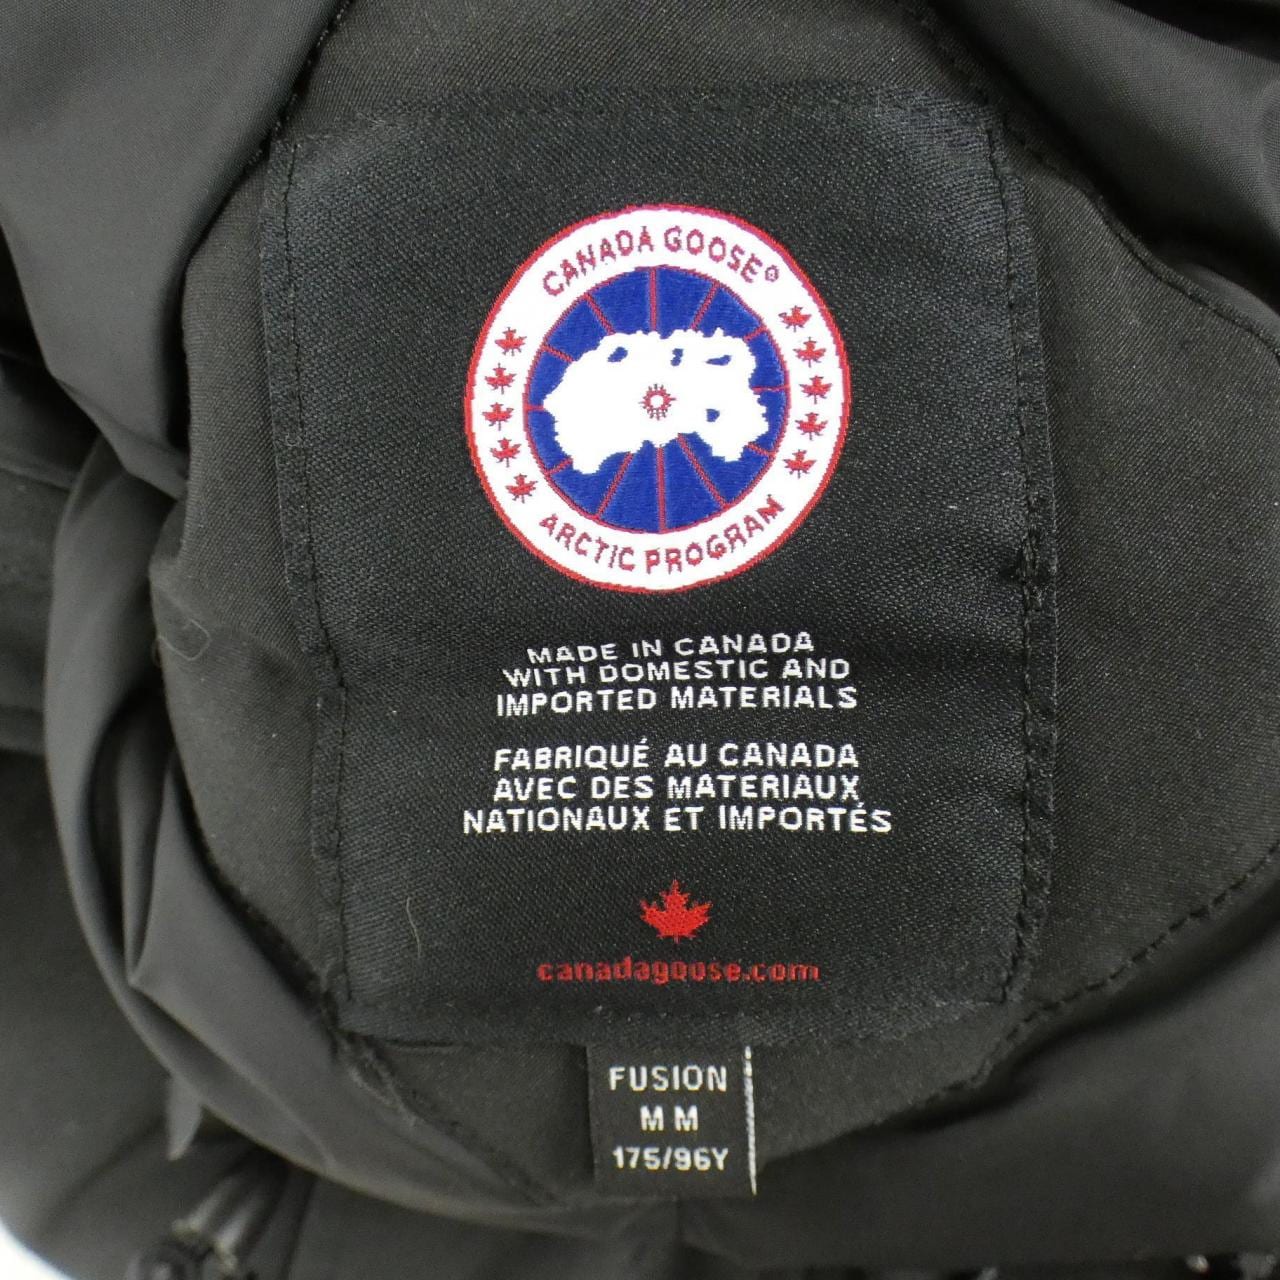 CANADA GOOSE®
ARCTIC PROGRAM
MADE IN CANADA
WITH DOMESTIC AND
IMPORTED MATERIALS
FABRIQUÉ AU CANADA
AVEC DES MATERIAUX
NATIONAUX ET IMPORTÉS
canadagoose.com
FUSION
M M
175/96Y